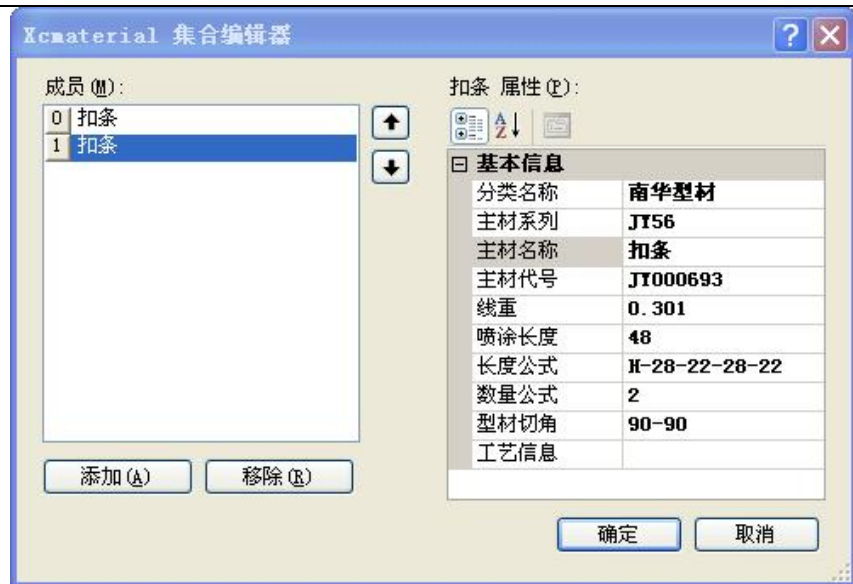 Xcmaterial 集合编辑器
成员(M):
0 扣条
1 扣条
添加(A)
移除(R)
扣条 属性(P):
基本信息
分类名称 南华型材
主材系列 JY56
主材名称 扣条
主材代号 JY000693
线重 0.301
喷涂长度 48
长度公式 H-28-22-28-22
数量公式 2
型材切角 90-90
工艺信息
确定
取消